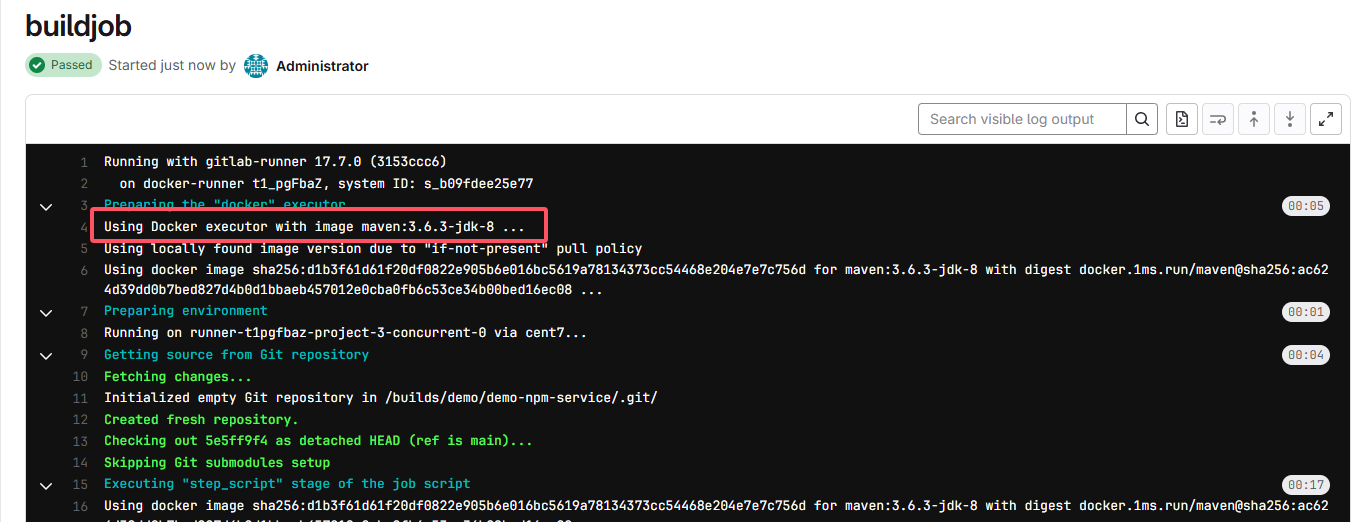 buildjob
Passed Started just now by Administrator
Search visible log output
1 Running with gitlab-runner 17.7.0 (3153ccc6)
2 on docker-runner t1_pgFbaZ, system ID: s_b09fdee25e77
3 Preparing the "docker" executor 00:05
4 Using Docker executor with image maven:3.6.3-jdk-8 ...
5 Using locally found image version due to "if-not-present" pull policy
6 Using docker image sha256:d1b3f61d61f20df0822e905b6e016bc5619a78134373cc54468e204e7e7c756d for maven:3.6.3-jdk-8 with digest docker.1ms.run/maven@sha256:ac62
4d39dd0b7bed827d4b0d1bbaeb457012e0cba0fb6c53ce34b00bed16ec08 ...
7 Preparing environment 00:01
8 Running on runner-t1pgfbaz-project-3-concurrent-0 via cent7...
9 Getting source from Git repository 00:04
10 Fetching changes...
11 Initialized empty Git repository in /builds/demo/demo-npm-service/.git/
12 Created fresh repository.
13 Checking out 5e5ff9f4 as detached HEAD (ref is main)...
14 Skipping Git submodules setup
15 Executing "step_script" stage of the job script 00:17
16 Using docker image sha256:d1b3f61d61f20df0822e905b6e016bc5619a78134373cc54468e204e7e7c756d for maven:3.6.3-jdk-8 with digest docker.1ms.run/maven@sha256:ac62